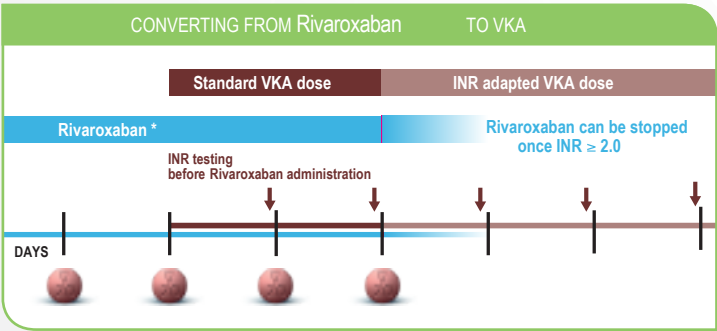 CONVERTING FROM Rivaroxaban TO VKA
Standard VKA dose
INR adapted VKA dose
Rivaroxaban *
Rivaroxaban can be stopped
once INR ≥ 2.0
INR testing
before Rivaroxaban administration
DAYS